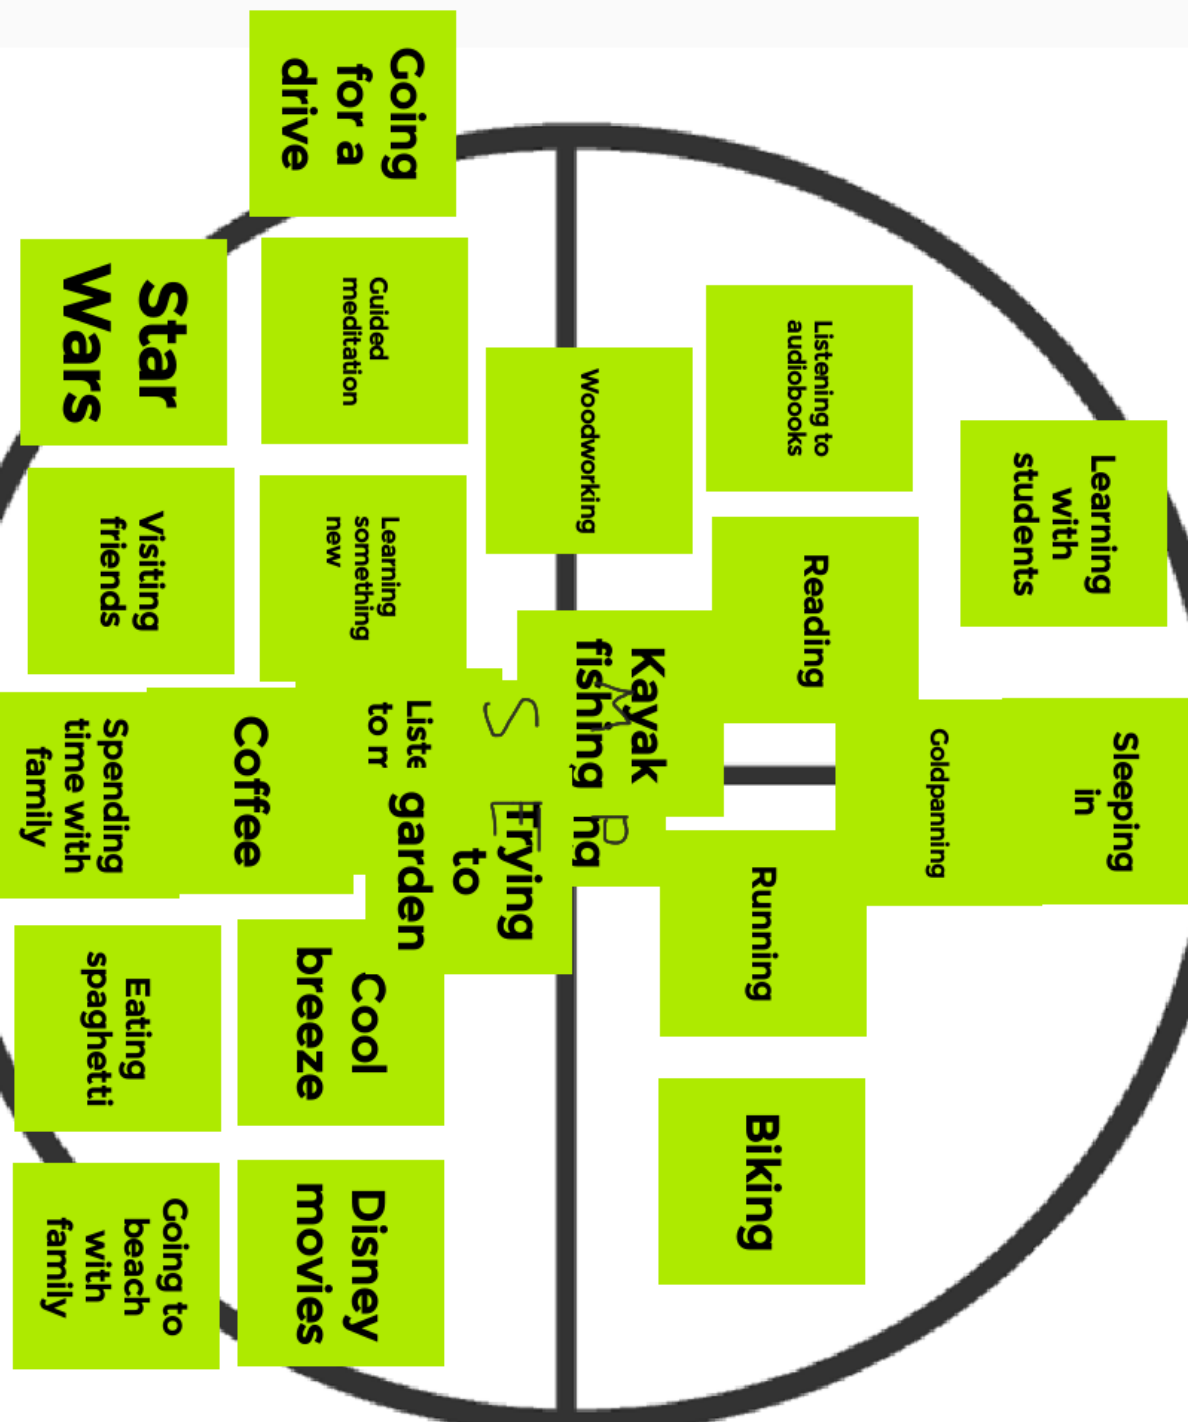 Sleeping
in
Learning
with
students
Goldpanning
Listening to
audiobooks
Reading
Running
Biking
Kayak
fishing
P
Woodworking
S
E
Trying
to
garden
Going
for a
drive
Guided
meditation
Learning
something
new
Cool
breeze
Disney
movies
Coffee
Star
Wars
Visiting
friends
Spending
time with
family
Eating
spaghetti
Going to
beach
with
family